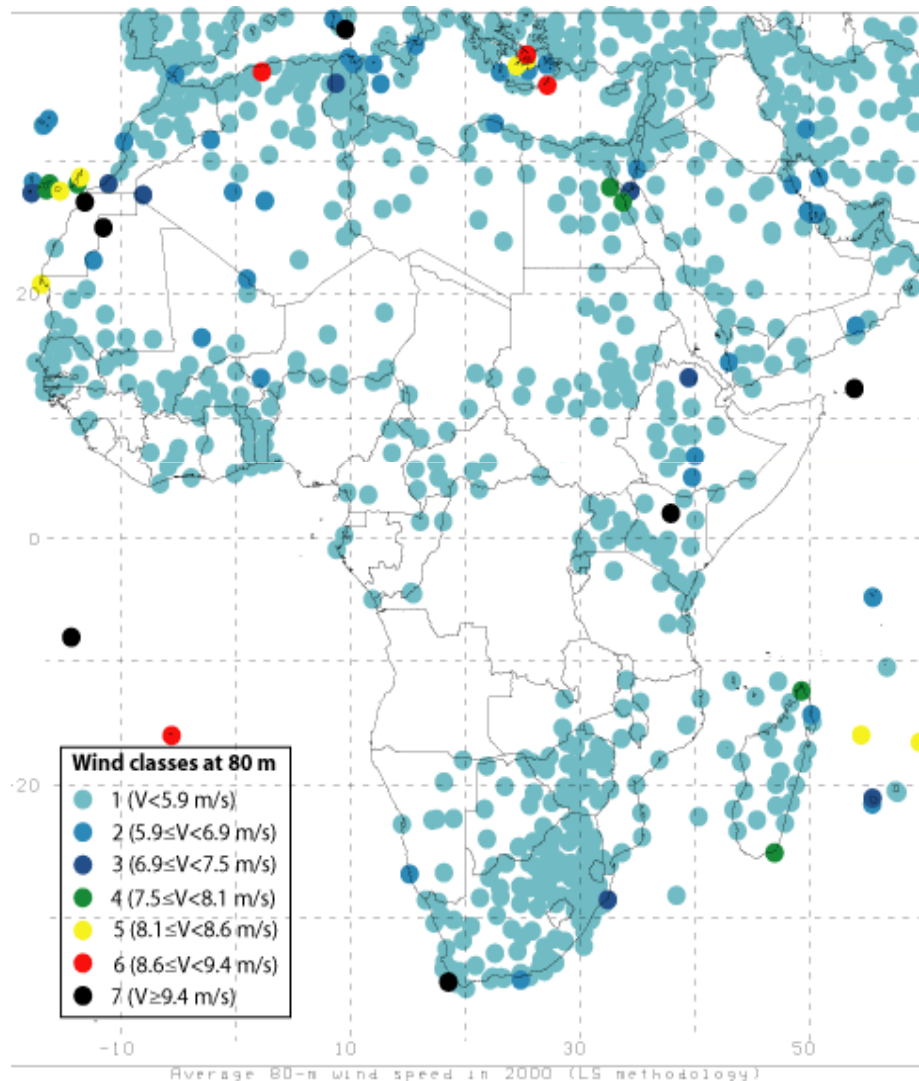 20
0
Wind classes at 80 m
1 (V<5.9 m/s)
2 (5.9≤V<6.9 m/s)
3 (6.9≤V<7.5 m/s)
4 (7.5≤V<8.1 m/s)
5 (8.1≤V<8.6 m/s)
6 (8.6≤V<9.4 m/s)
7 (V≥9.4 m/s)
-20
-10 10 30 50
Average 80-m wind speed in 2000 (LS methodology)